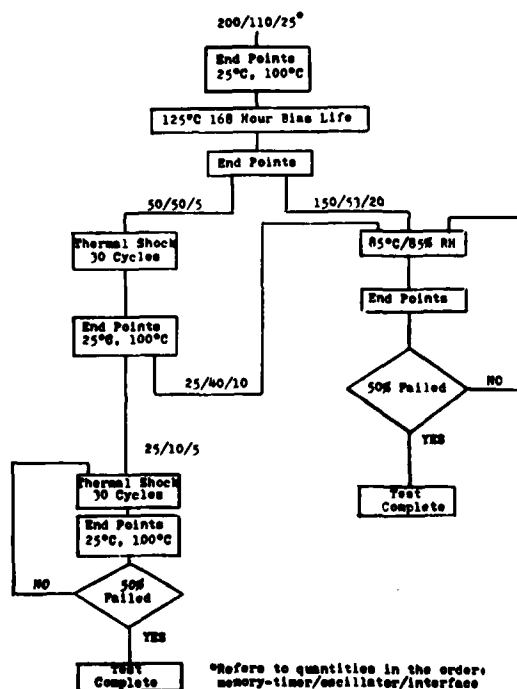 200/110/25*
End Points
25°C, 100°C
125°C 168 Hour Bias Life
End Points
50/50/5
150/53/20
Thermal Shock
30 Cycles
85°C/85% RH
End Points
25°C, 100°C
End Points
25/40/10
50% Failed
NO
YES
25/10/5
Thermal Shock
30 Cycles
Test
Complete
End Points
25°C, 100°C
NO
50%
Failed
YES
Test
Complete
*Refers to quantities in the order:
memory-timer/oscillator/interface